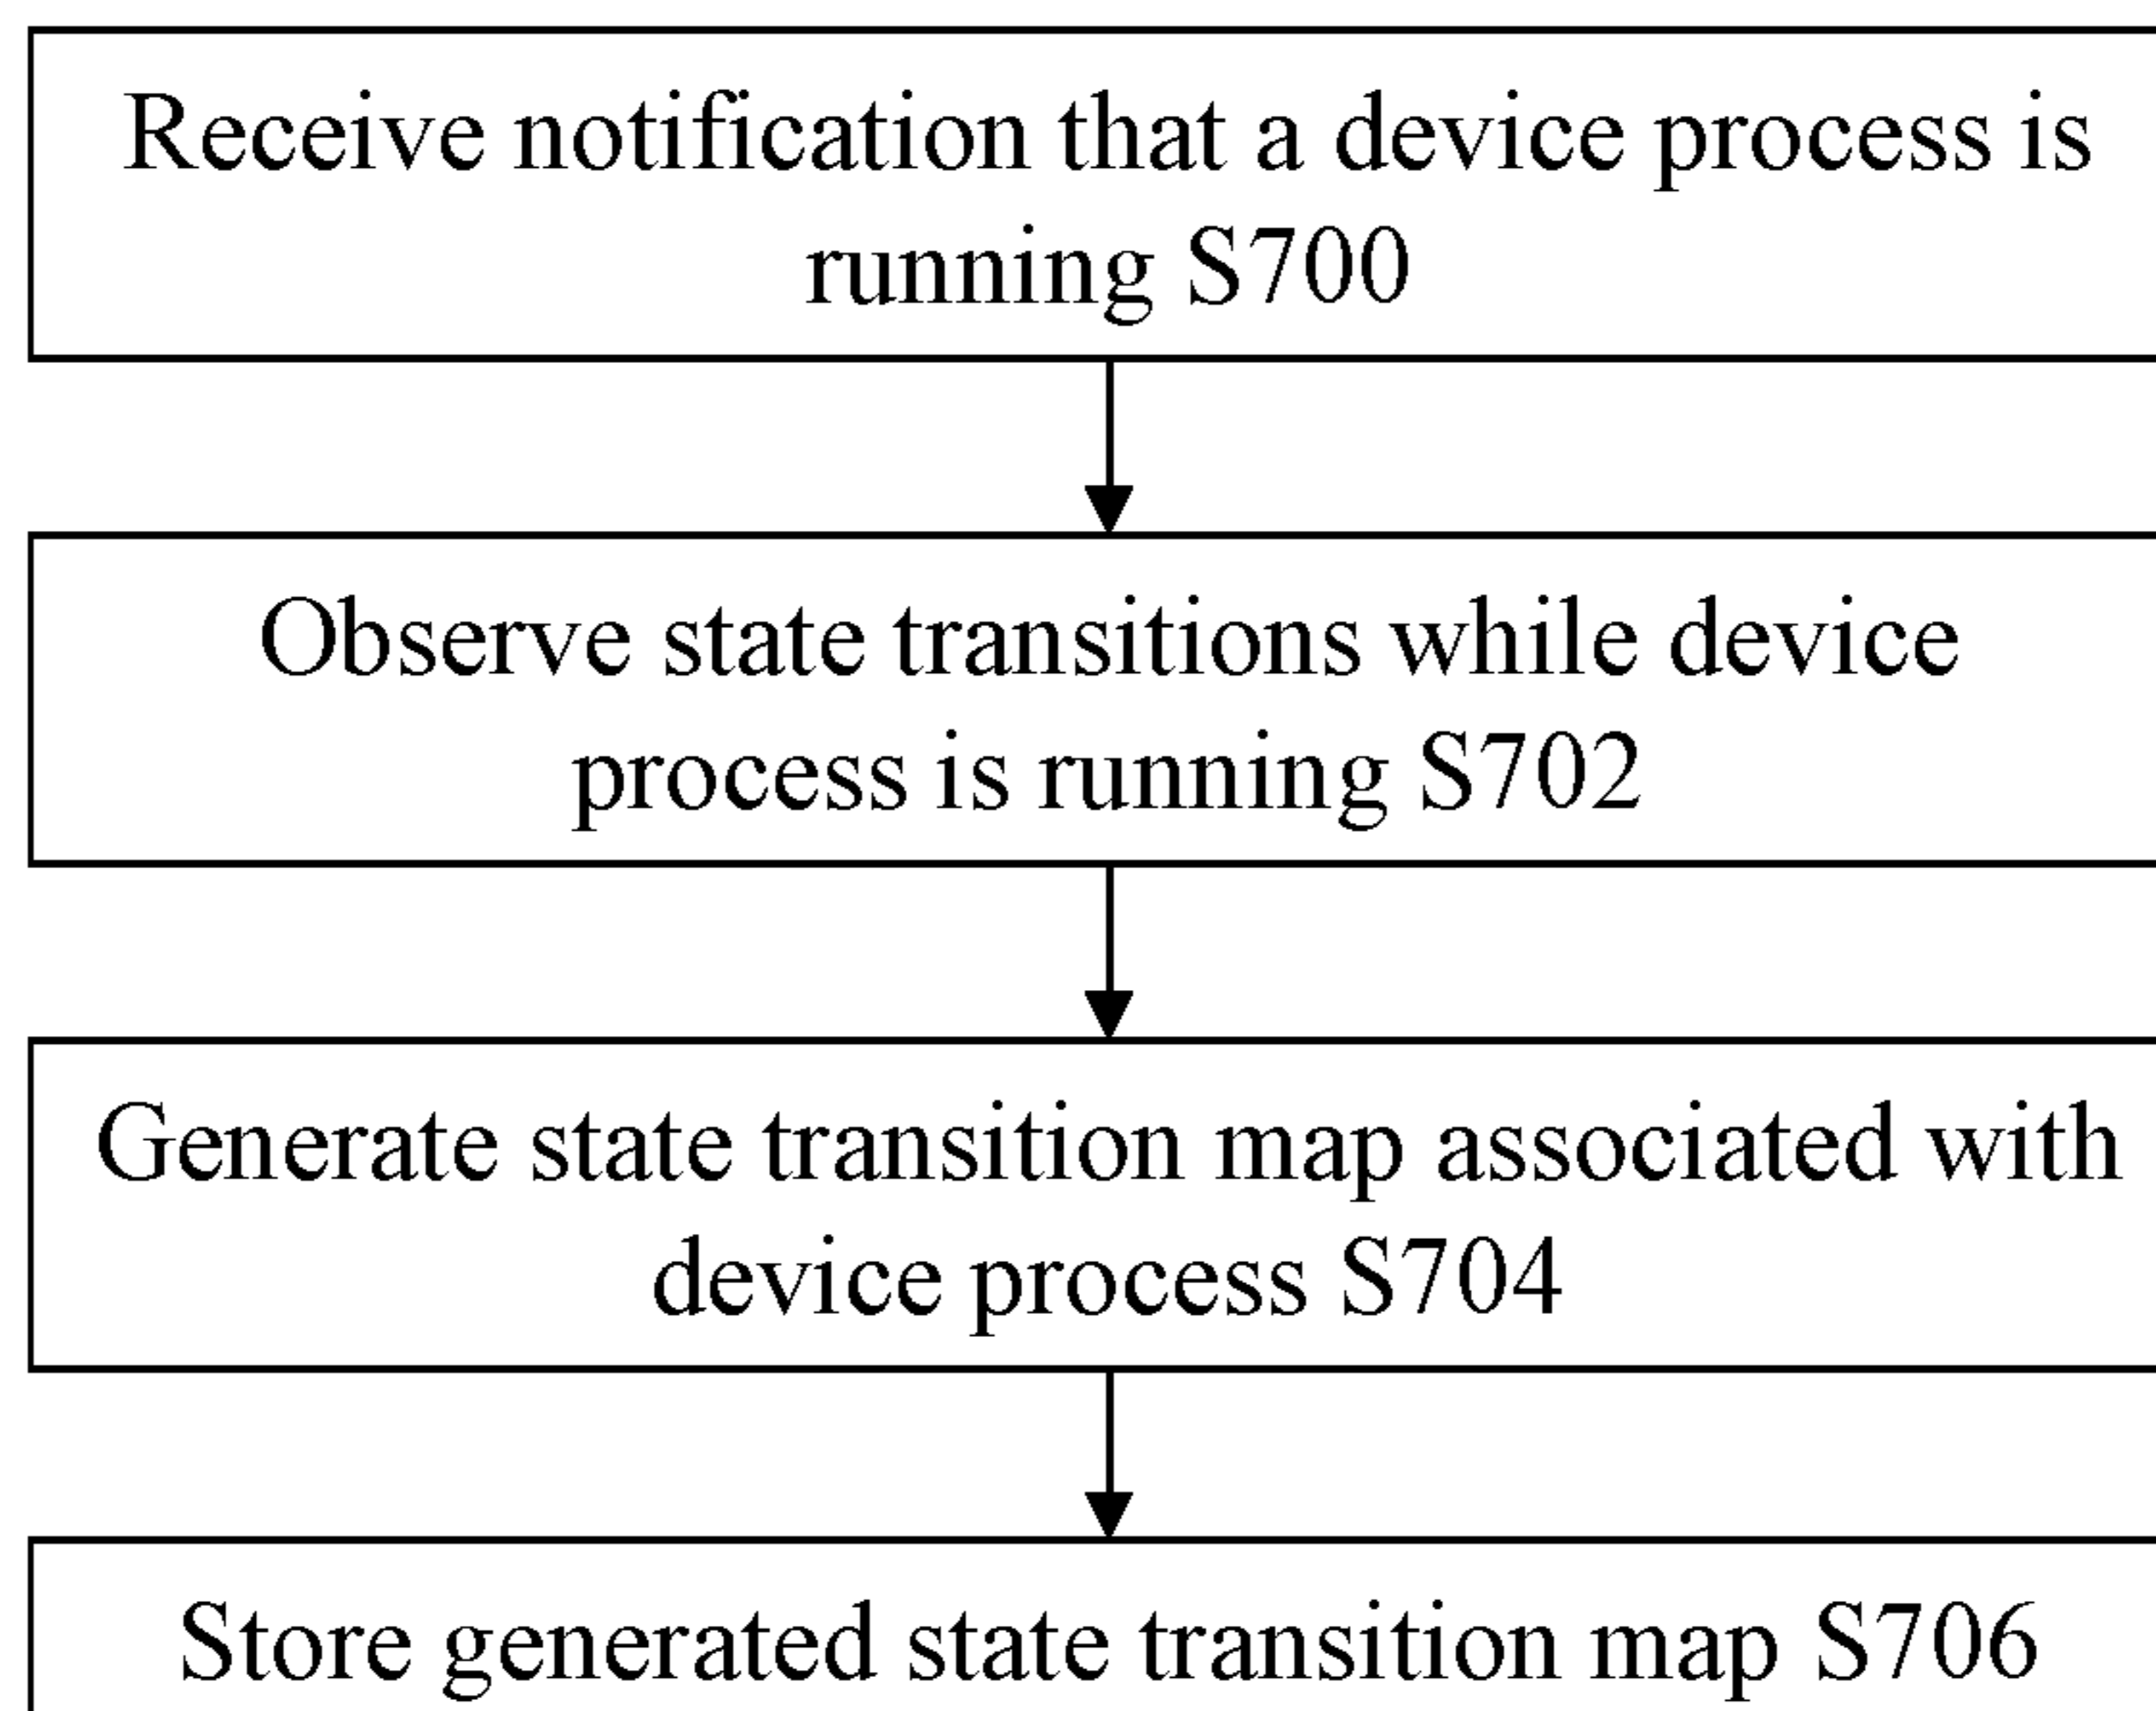 Receive notification that a device process is
running S700
Observe state transitions while device
process is running S702
Generate state transition map associated with
device process S704
Store generated state transition map S706